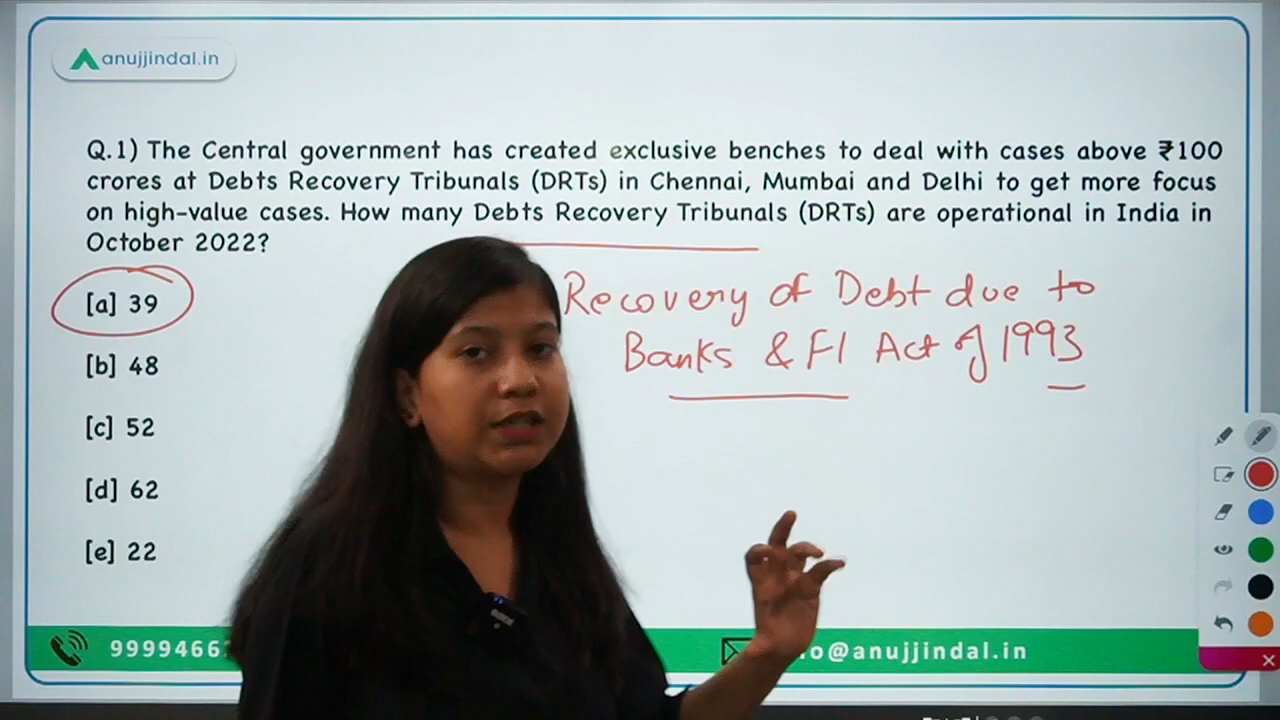 anujjindal.in
Q.1) The Central government has created exclusive benches to deal with cases above ₹100
crores at Debts Recovery Tribunals (DRTs) in Chennai, Mumbai and Delhi to get more focus
on high-value cases. How many Debts Recovery Tribunals (DRTs) are operational in India in
October 2022?
[a] 39
[b] 48
[c] 52
[d] 62
[e] 22
Recovery of Debt due to
Banks & FI Act of 1993
9999466
o@anujjindal.in